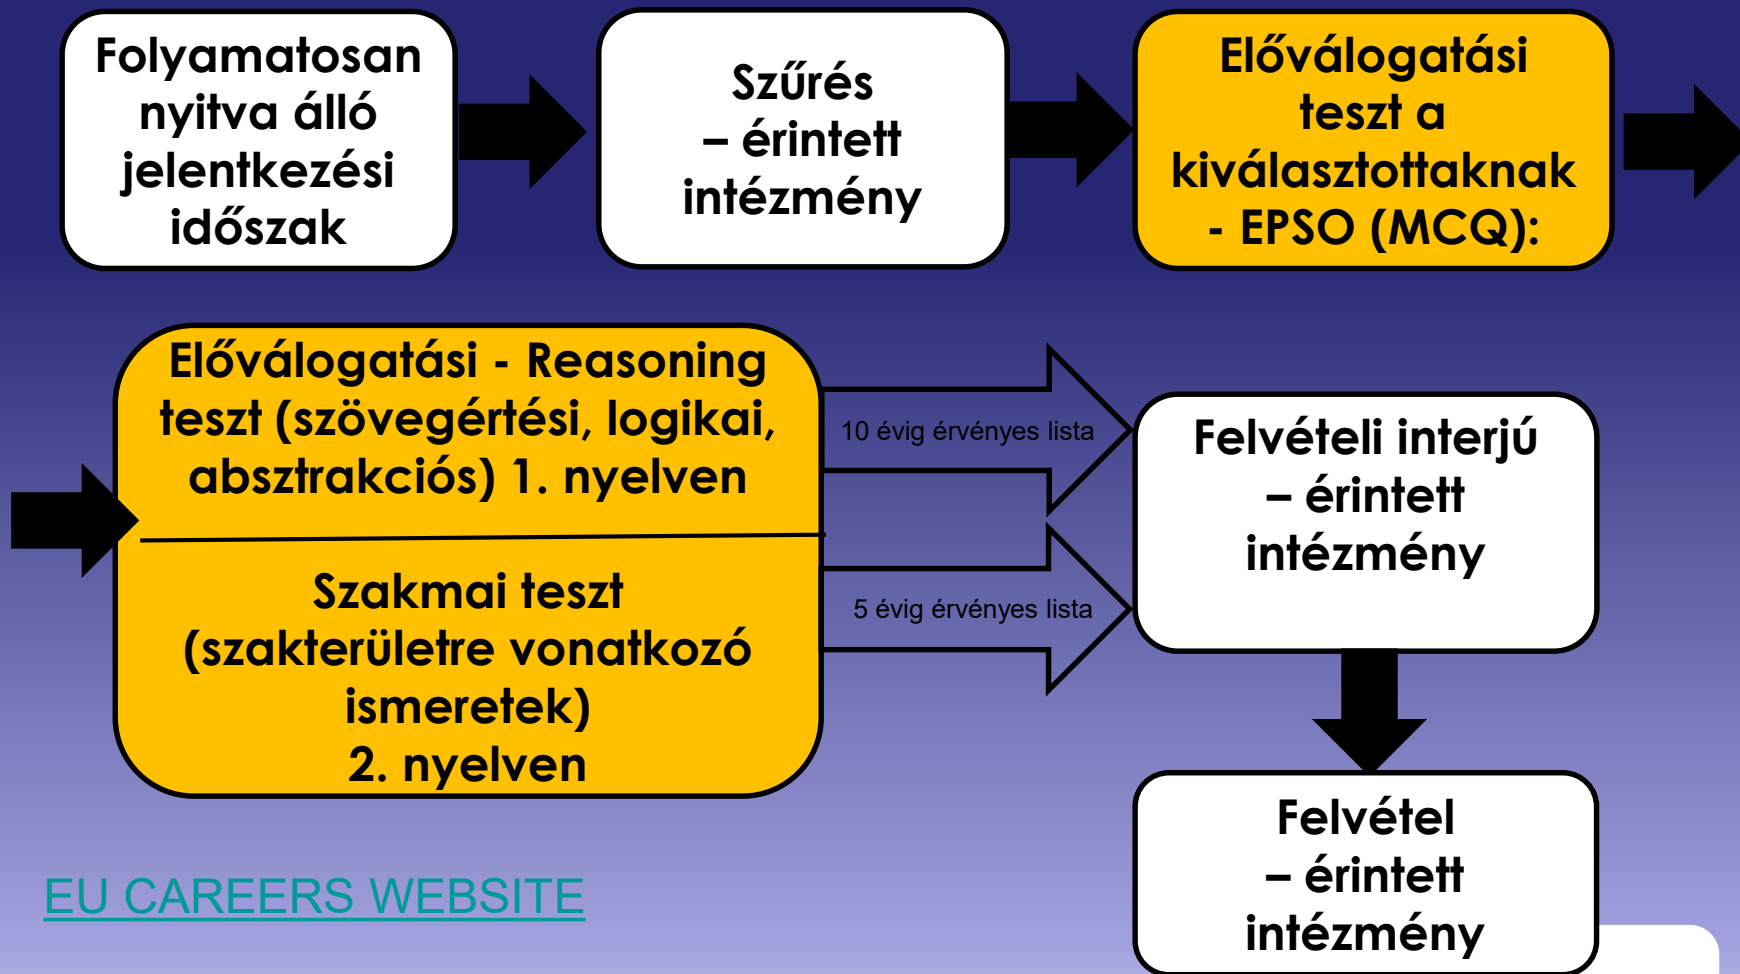 Folyamatosan
nyitva álló
jelentkezési
időszak
Szűrés
– érintett
intézmény
Előválogatási
teszt a
kiválasztottaknak
- EPSO (MCQ):
Előválogatási - Reasoning
teszt (szövegértési, logikai,
absztrakciós) 1. nyelven
Szakmai teszt
(szakterületre vonatkozó
ismeretek)
2. nyelven
10 évig érvényes lista
5 évig érvényes lista
Felvételi interjú
– érintett
intézmény
Felvétel
– érintett
intézmény
EU CAREERS WEBSITE